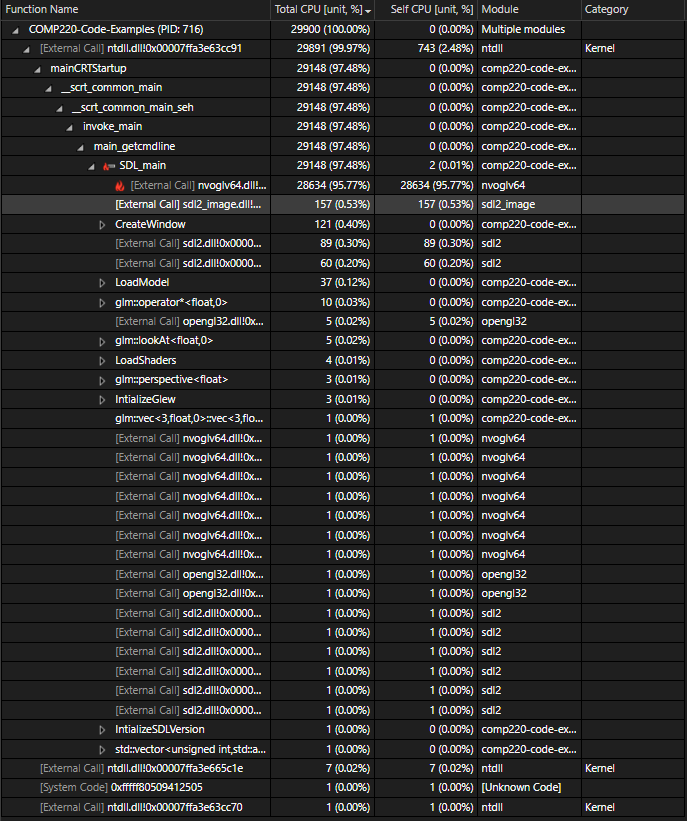 Function Name Total CPU [unit, %] Self CPU [unit, %] Module Category
COMP220-Code-Examples (PID: 716) 29900 (100.00%) 0 (0.00%) Multiple modules
[External Call] ntdll.dll!0x00007ffa3e63cc91 29891 (99.97%) 743 (2.48%) ntdll Kernel
mainCRTStartup 29148 (97.48%) 0 (0.00%) comp220-code-ex...
__scrt_common_main 29148 (97.48%) 0 (0.00%) comp220-code-ex...
__scrt_common_main_seh 29148 (97.48%) 0 (0.00%) comp220-code-ex...
invoke_main 29148 (97.48%) 0 (0.00%) comp220-code-ex...
main_getcmdline 29148 (97.48%) 0 (0.00%) comp220-code-ex...
SDL_main 29148 (97.48%) 2 (0.01%) comp220-code-ex...
[External Call] nvoglv64.dll!... 28634 (95.77%) 28634 (95.77%) nvoglv64
[External Call] sdl2_image.dll!... 157 (0.53%) 157 (0.53%) sdl2_image
CreateWindow 121 (0.40%) 0 (0.00%) comp220-code-ex...
[External Call] sdl2.dll!0x0000... 89 (0.30%) 89 (0.30%) sdl2
[External Call] sdl2.dll!0x0000... 60 (0.20%) 60 (0.20%) sdl2
LoadModel 37 (0.12%) 0 (0.00%) comp220-code-ex...
glm::operator*<float,0> 10 (0.03%) 0 (0.00%) comp220-code-ex...
[External Call] opengl32.dll!0x... 5 (0.02%) 5 (0.02%) opengl32
glm::lookAt<float,0> 5 (0.02%) 0 (0.00%) comp220-code-ex...
LoadShaders 4 (0.01%) 0 (0.00%) comp220-code-ex...
glm::perspective<float> 3 (0.01%) 0 (0.00%) comp220-code-ex...
IntializeGlew 3 (0.01%) 0 (0.00%) comp220-code-ex...
glm::vec<3,float,0>::vec<3,flo... 1 (0.00%) 1 (0.00%) comp220-code-ex...
[External Call] nvoglv64.dll!0x... 1 (0.00%) 1 (0.00%) nvoglv64
[External Call] nvoglv64.dll!0x... 1 (0.00%) 1 (0.00%) nvoglv64
[External Call] nvoglv64.dll!0x... 1 (0.00%) 1 (0.00%) nvoglv64
[External Call] nvoglv64.dll!0x... 1 (0.00%) 1 (0.00%) nvoglv64
[External Call] nvoglv64.dll!0x... 1 (0.00%) 1 (0.00%) nvoglv64
[External Call] nvoglv64.dll!0x... 1 (0.00%) 1 (0.00%) nvoglv64
[External Call] nvoglv64.dll!0x... 1 (0.00%) 1 (0.00%) nvoglv64
[External Call] opengl32.dll!0x... 1 (0.00%) 1 (0.00%) opengl32
[External Call] opengl32.dll!0x... 1 (0.00%) 1 (0.00%) opengl32
[External Call] sdl2.dll!0x0000... 1 (0.00%) 1 (0.00%) sdl2
[External Call] sdl2.dll!0x0000... 1 (0.00%) 1 (0.00%) sdl2
[External Call] sdl2.dll!0x0000... 1 (0.00%) 1 (0.00%) sdl2
[External Call] sdl2.dll!0x0000... 1 (0.00%) 1 (0.00%) sdl2
[External Call] sdl2.dll!0x0000... 1 (0.00%) 1 (0.00%) sdl2
[External Call] sdl2.dll!0x0000... 1 (0.00%) 1 (0.00%) sdl2
IntializeSDLVersion 1 (0.00%) 0 (0.00%) comp220-code-ex...
std::vector<unsigned int,std::a... 1 (0.00%) 0 (0.00%) comp220-code-ex...
[External Call] ntdll.dll!0x00007ffa3e665c1e 7 (0.02%) 7 (0.02%) ntdll Kernel
[System Code] 0xfffff80509412505 1 (0.00%) 1 (0.00%) [Unknown Code]
[External Call] ntdll.dll!0x00007ffa3e63cc70 1 (0.00%) 1 (0.00%) ntdll Kernel